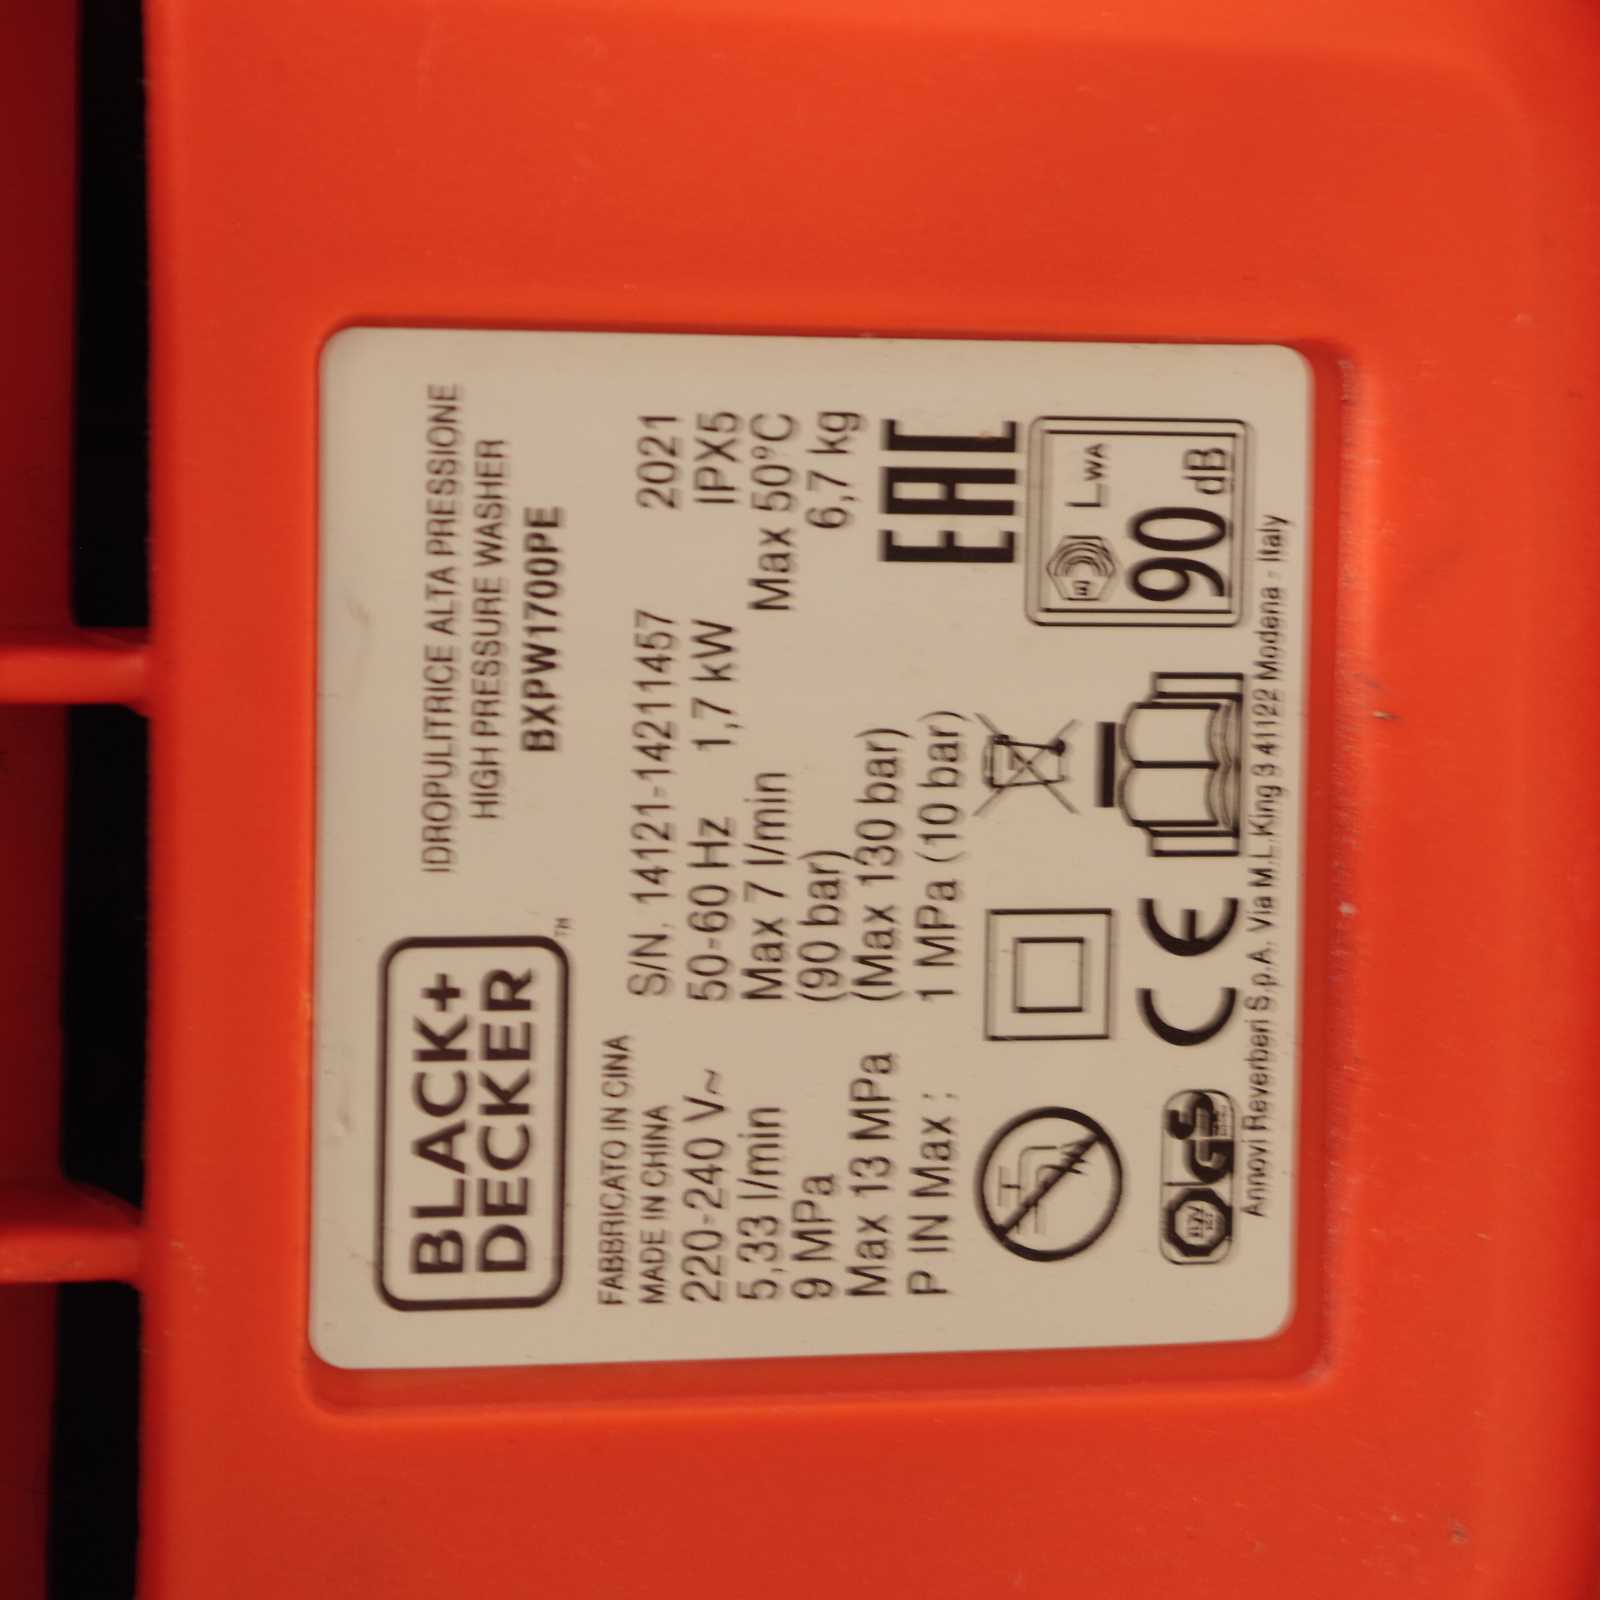 BLACK+
DECKER
TM
IDROPULITRICE ALTA PRESSIONE
HIGH PRESSURE WASHER
BXPW1700PE
FABBRICATO IN CINA
MADE IN CHINA
S/N. 14121-14211457 2021
220-240 V~ 50-60 Hz 1,7 kW IPX5
5,33 l/min Max 7 l/min Max 50°C
9 MPa (90 bar) 6,7 kg
Max 13 MPa (Max 130 bar)
P IN Max : 1 MPa (10 bar)
EAC
LWA
90 dB
GS
CE
Annovi Reverberi S.p.A. Via M.L.King 3 41122 Modena - Italy